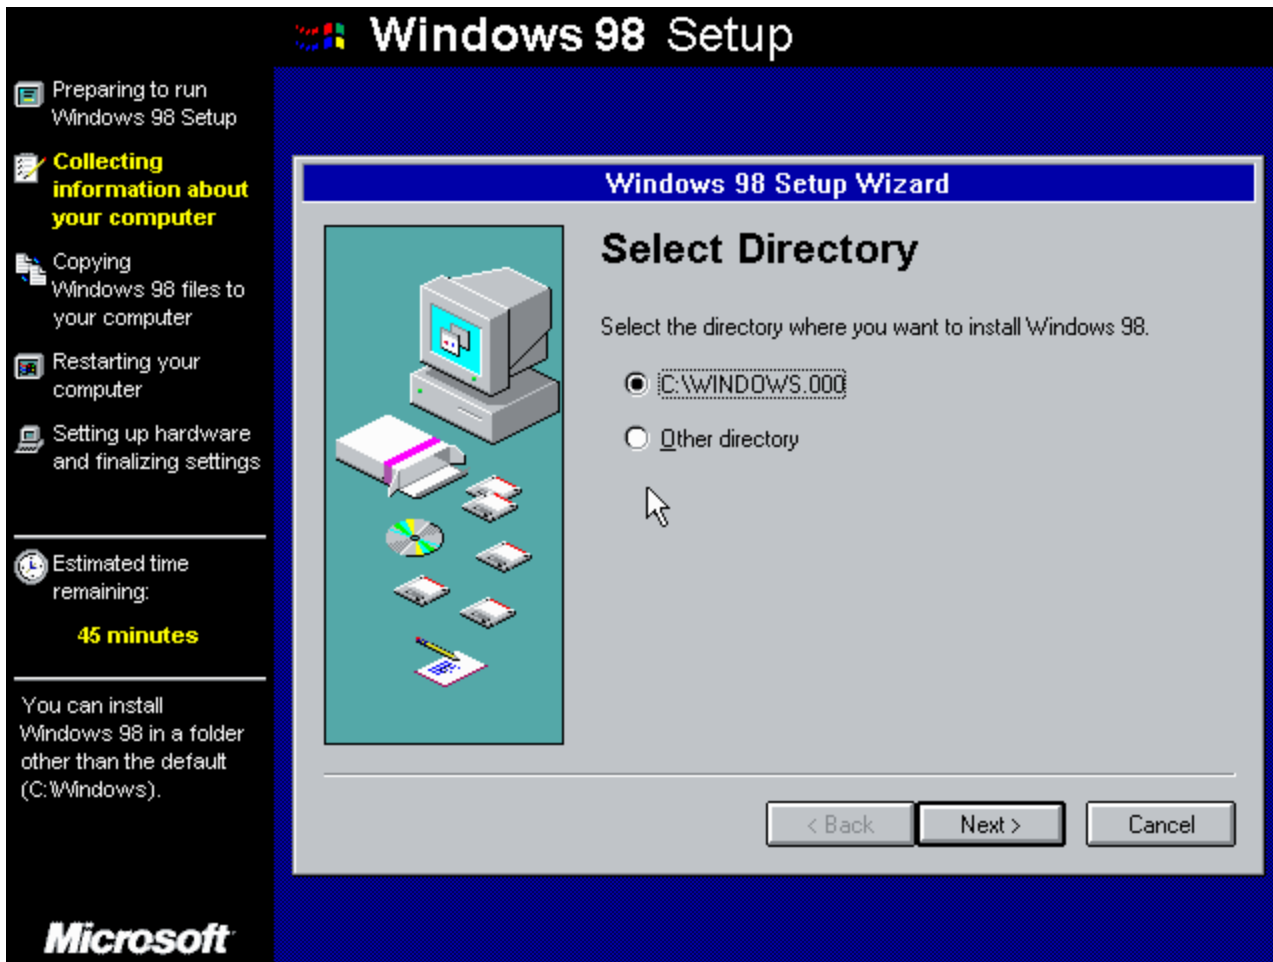 Windows 98 Setup
Preparing to run
Windows 98 Setup
Collecting
information about
your computer
Copying
Windows 98 files to
your computer
Restarting your
computer
Setting up hardware
and finalizing settings
Estimated time
remaining:
45 minutes
You can install
Windows 98 in a folder
other than the default
(C:\Windows).
Microsoft
Windows 98 Setup Wizard
Select Directory
Select the directory where you want to install Windows 98.
C:\WINDOWS.000
Other directory
< Back
Next >
Cancel